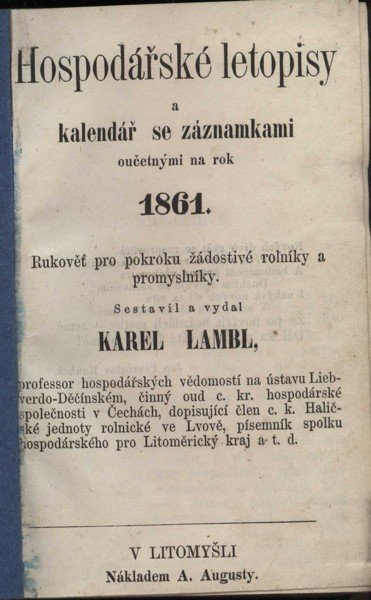 Hospodářské letopisy
a
kalendář se záznamkami
oučetnými na rok
1861.
Rukověť pro pokroku žádostivé rolníky a
promyslníky.
Sestavil a vydal
KAREL LAMBL,
professor hospodářských vědomostí na ústavu Lieb-
verdo-Děčínském, činný oud c. kr. hospodářské
společnosti v Čechách, dopisující člen c. k. Halič-
ské jednoty rolnické ve Lvově, písemník spolku
hospodárského pro Litoměrický kraj a t. d.
V LITOMYŠLI
Nákladem A. Augusty.